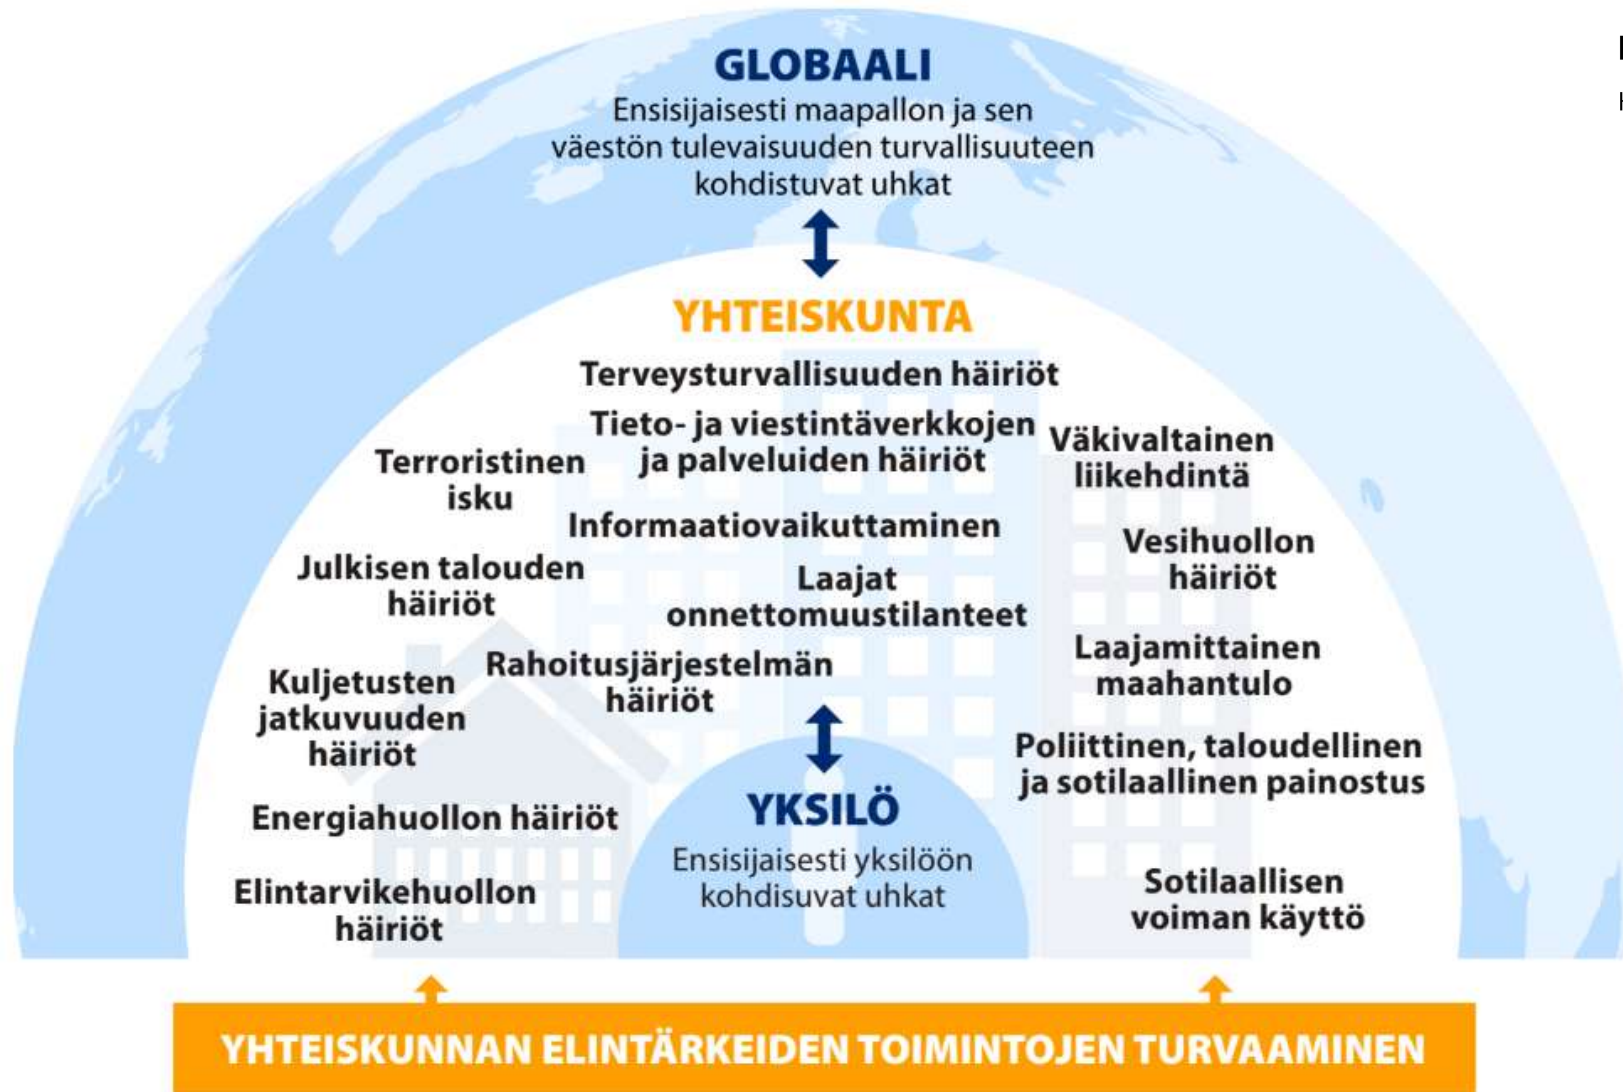 GLOBAALI
Ensisijaisesti maapallon ja sen
väestön tulevaisuuden turvallisuuteen
kohdistuvat uhkat
YHTEISKUNTA
Terveysturvallisuuden häiriöt
Tieto- ja viestintäverkkojen
ja palveluiden häiriöt
Väkivaltainen
liikehdintä
Terroristinen
isku
Informaatiovaikuttaminen
Vesihuollon
häiriöt
Julkisen talouden
häiriöt
Laajat
onnettomuustilanteet
Laajamittainen
maahantulo
Rahoitusjärjestelmän
häiriöt
Kuljetusten
jatkuvuuden
häiriöt
Poliittinen, taloudellinen
ja sotilaallinen painostus
YKSILÖ
Ensisijaisesti yksilöön
kohdisuvat uhkat
Energiahuollon häiriöt
Elintarvikehuollon
häiriöt
Sotilaallisen
voiman käyttö
YHTEISKUNNAN ELINTÄRKEIDEN TOIMINTOJEN TURVAAMINEN